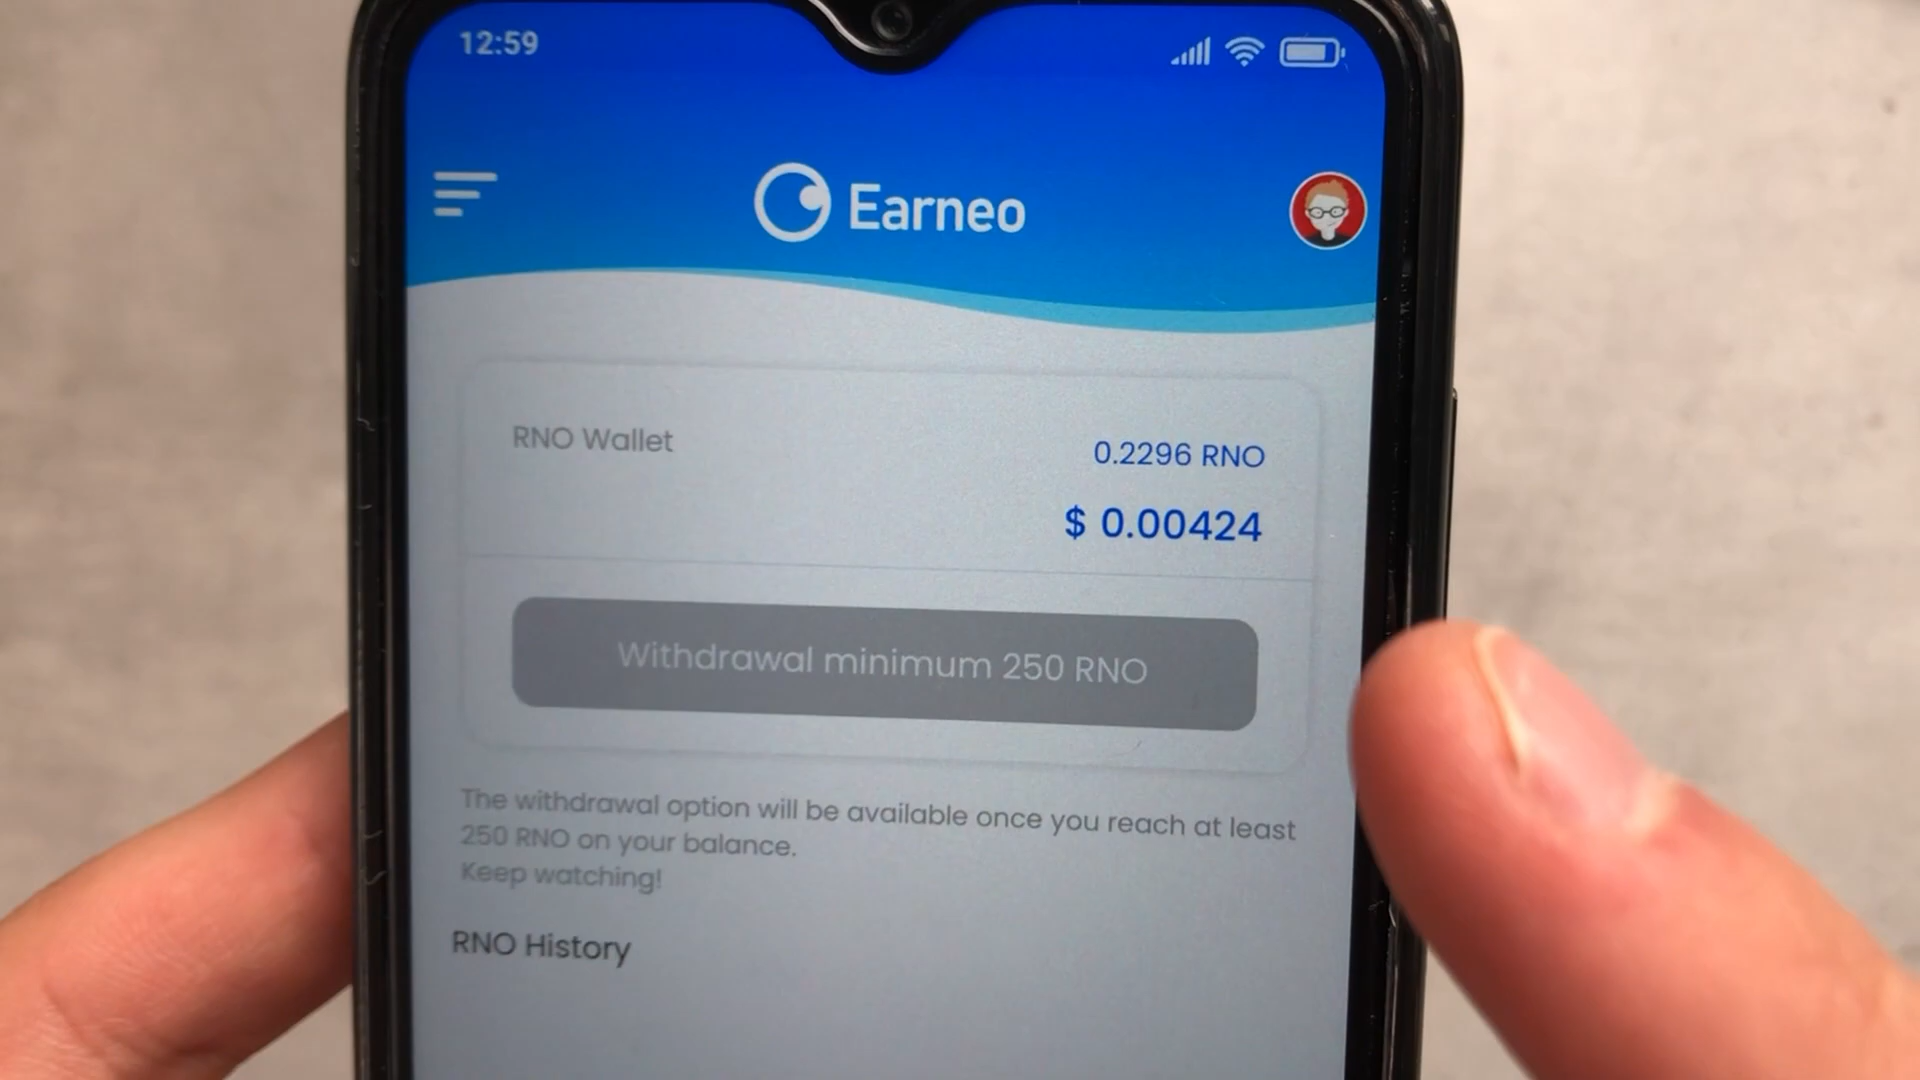 12:59
Earneo
RNO Wallet
0.2296 RNO
$ 0.00424
Withdrawal minimum 250 RNO
The withdrawal option will be available once you reach at least
250 RNO on your balance.
Keep watching!
RNO History